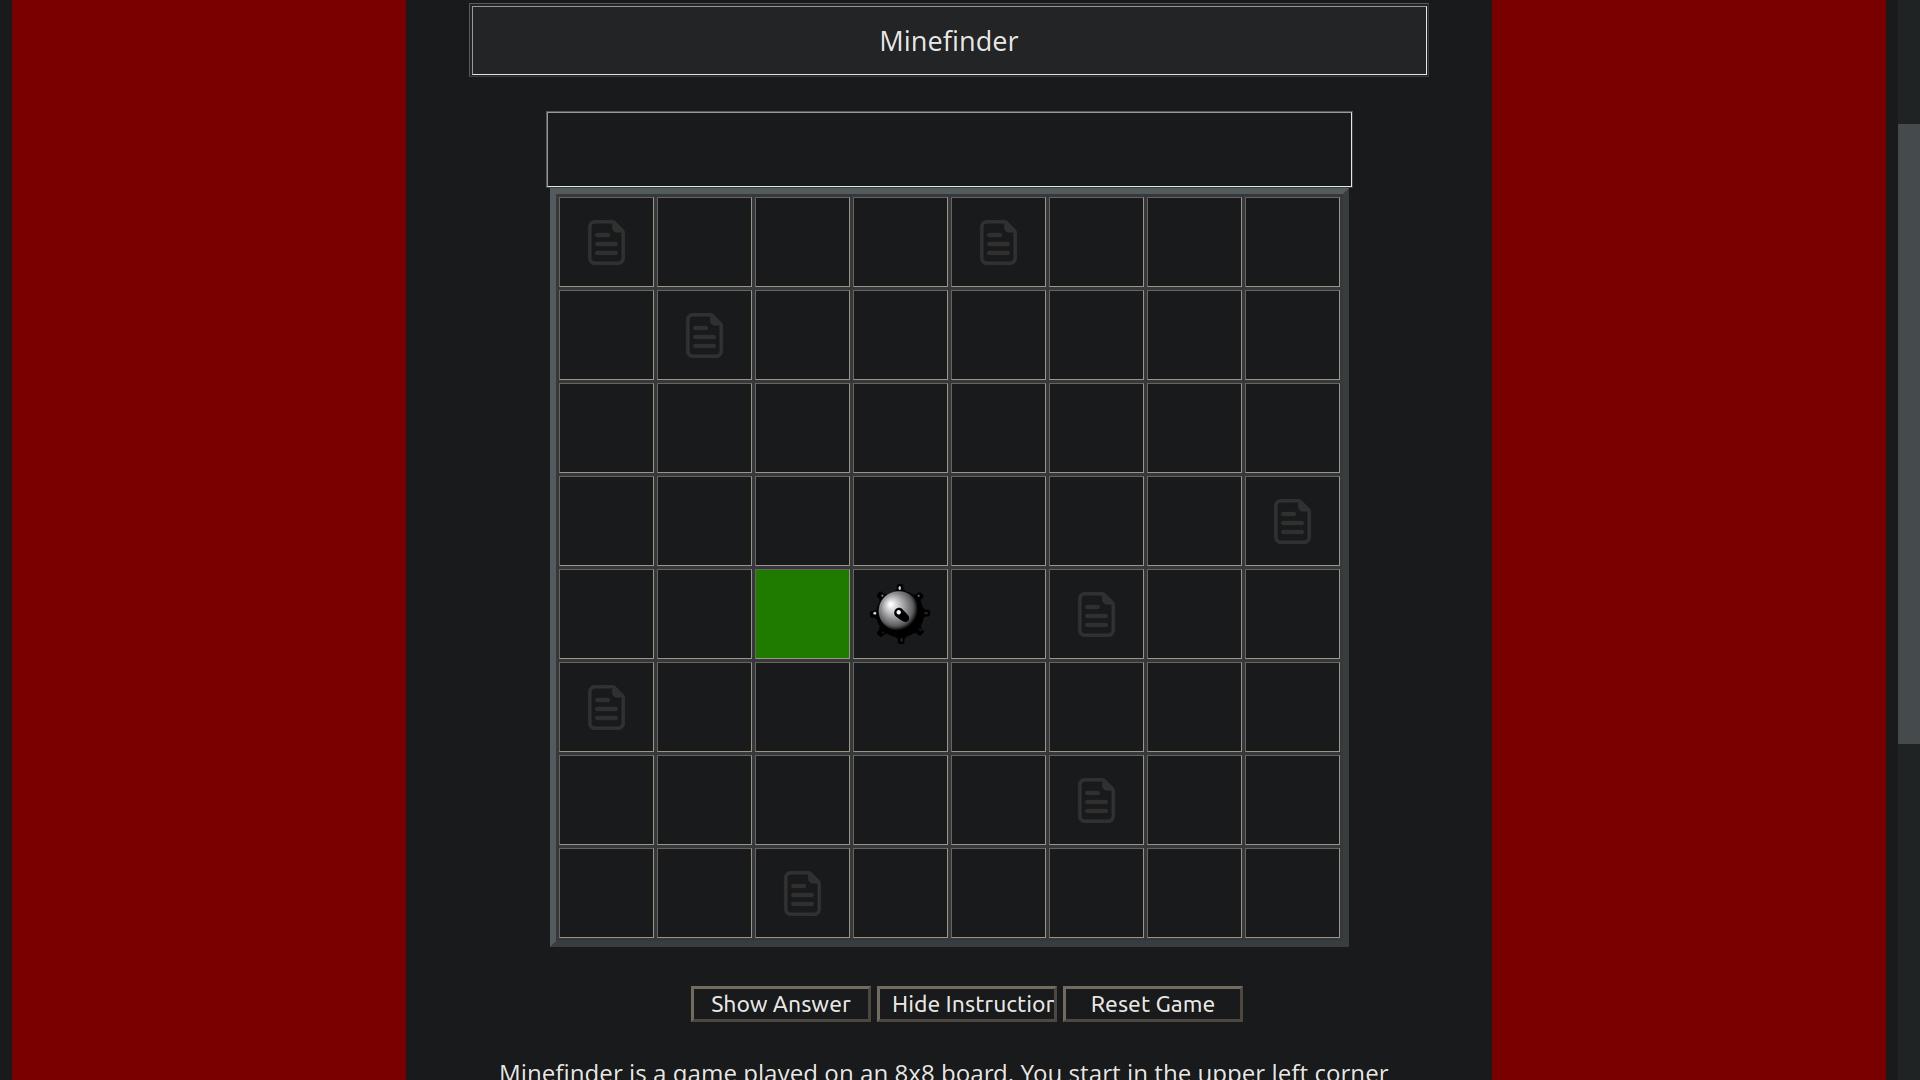 Minefinder
Show Answer
Hide Instruction
Reset Game
Minefinder is a game played on an 8x8 board. You start in the upper left corner